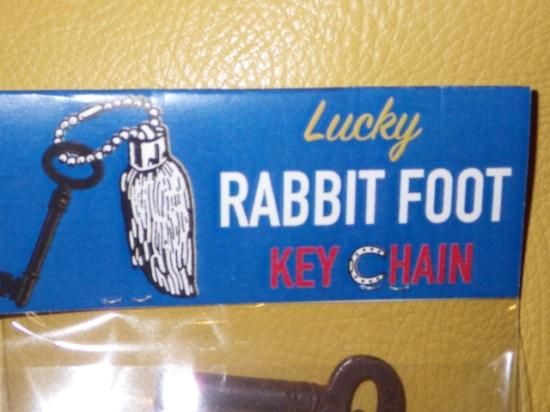 Lucky
RABBIT FOOT
KEY CHAIN